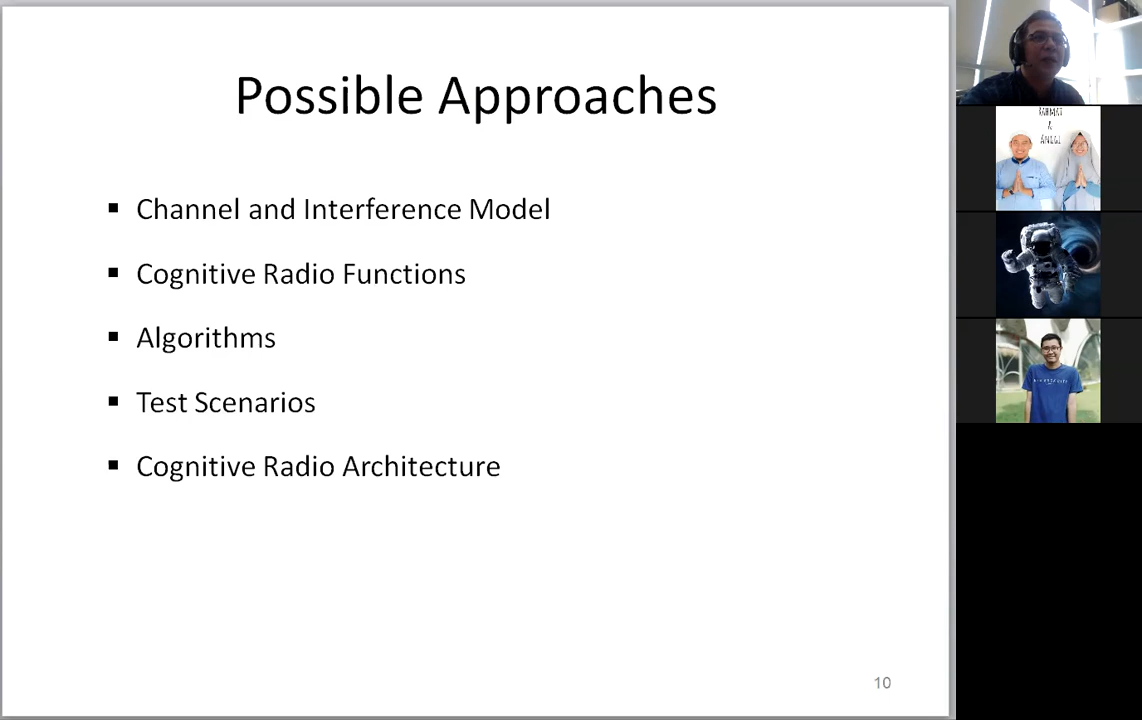 Possible Approaches
▪ Channel and Interference Model
▪ Cognitive Radio Functions
▪ Algorithms
▪ Test Scenarios
▪ Cognitive Radio Architecture
10
&